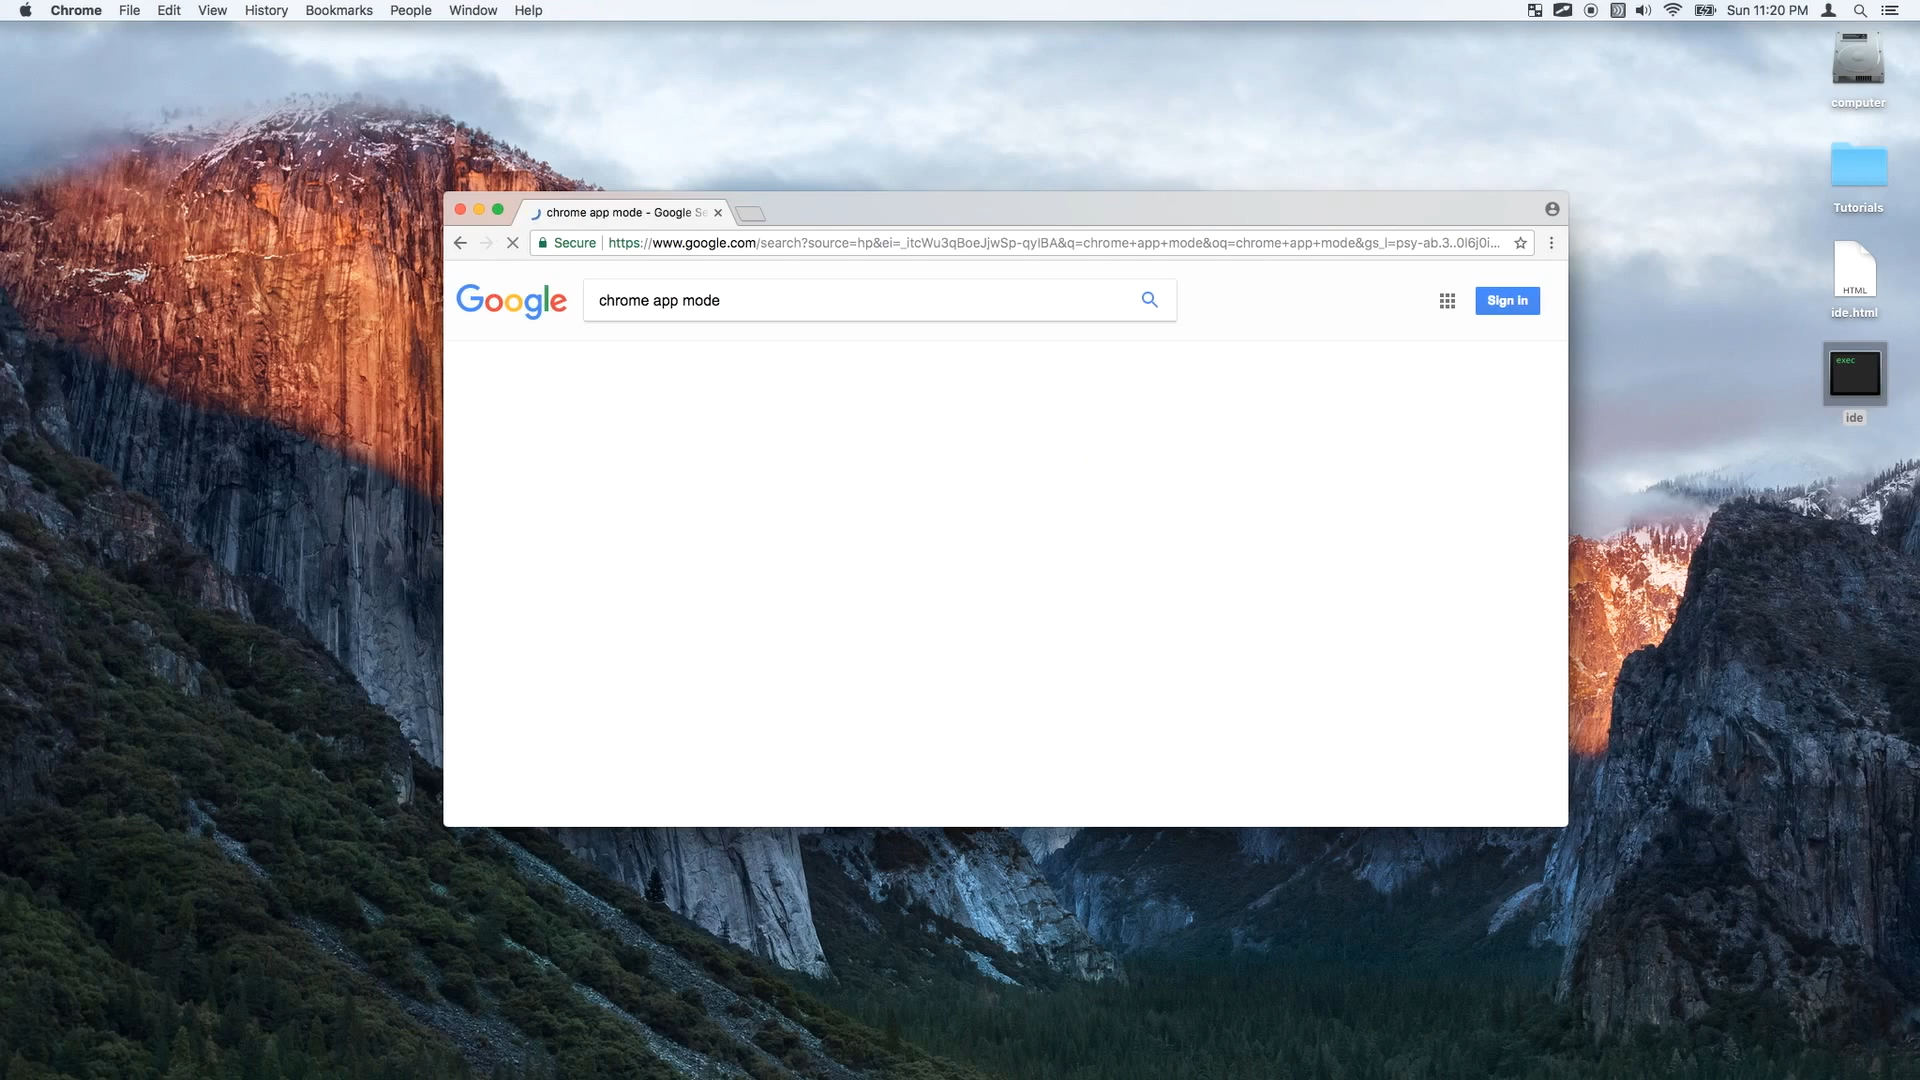 Chrome File Edit View History Bookmarks People Window Help Sun 11:20 PM
computer
Tutorials
HTML
ide.html
exec
ide
chrome app mode - Google Se
Secure https://www.google.com/search?source=hp&ei=_itcWu3qBoeJjwSp-qylBA&q=chrome+app+mode&oq=chrome+app+mode&gs_l=psy-ab.3..0l6j0i...
Google chrome app mode Sign in